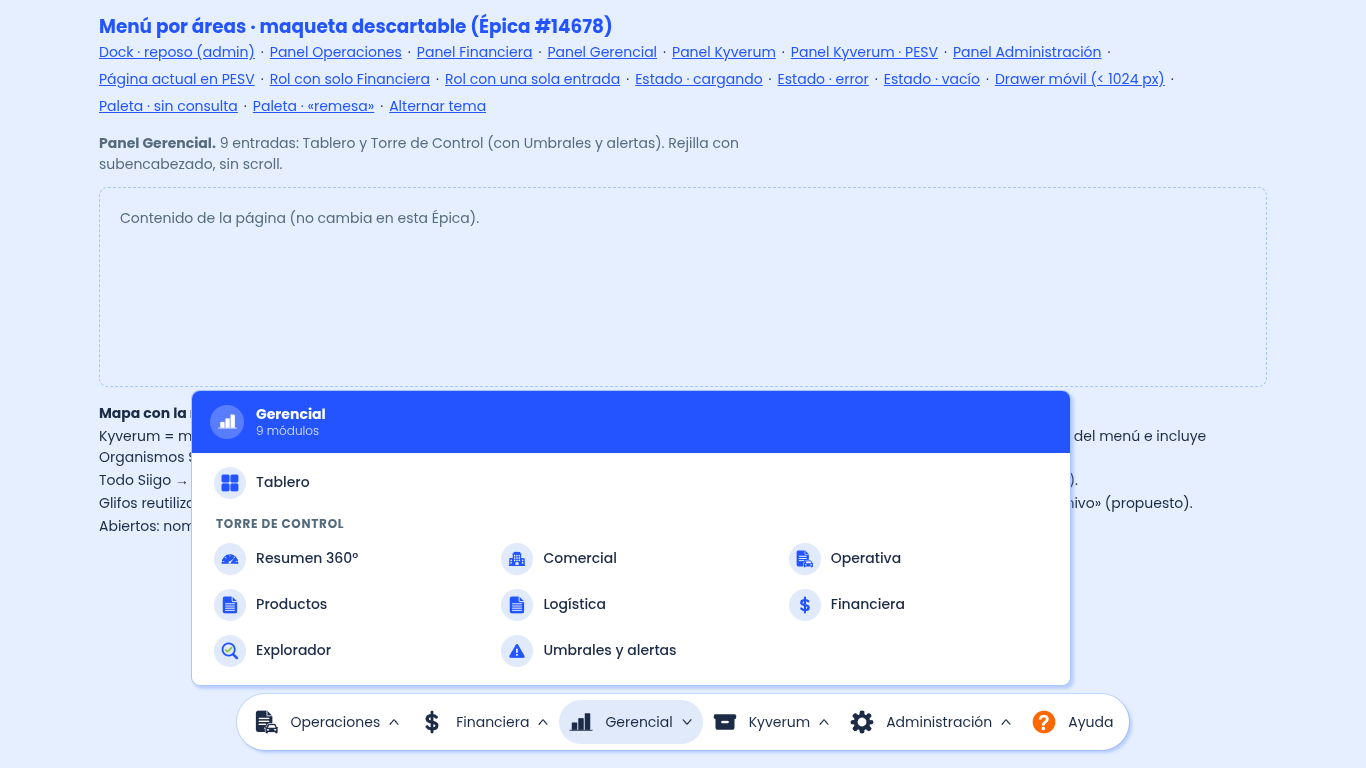 Menú por áreas · maqueta descartable (Épica #14678)
Dock · reposo (admin) · Panel Operaciones · Panel Financiera · Panel Gerencial · Panel Kyverum · Panel Kyverum · PESV · Panel Administración ·
Página actual en PESV · Rol con solo Financiera · Rol con una sola entrada · Estado · cargando · Estado · error · Estado · vacío · Drawer móvil (< 1024 px) ·
Paleta · sin consulta · Paleta · «remesa» · Alternar tema
Panel Gerencial. 9 entradas: Tablero y Torre de Control (con Umbrales y alertas). Rejilla con
subencabezado, sin scroll.
Contenido de la página (no cambia en esta Épica).
Mapa con la
Kyverum = del menú e incluye
Organismos
Todo Siigo → ).
Glifos (propuesto).
Abiertos:
Gerencial
9 módulos
Tablero
TORRE DE CONTROL
Resumen 360° Comercial Operativa
Productos Logística Financiera
Explorador Umbrales y alertas
Operaciones Financiera Gerencial Kyverum Administración ? Ayuda